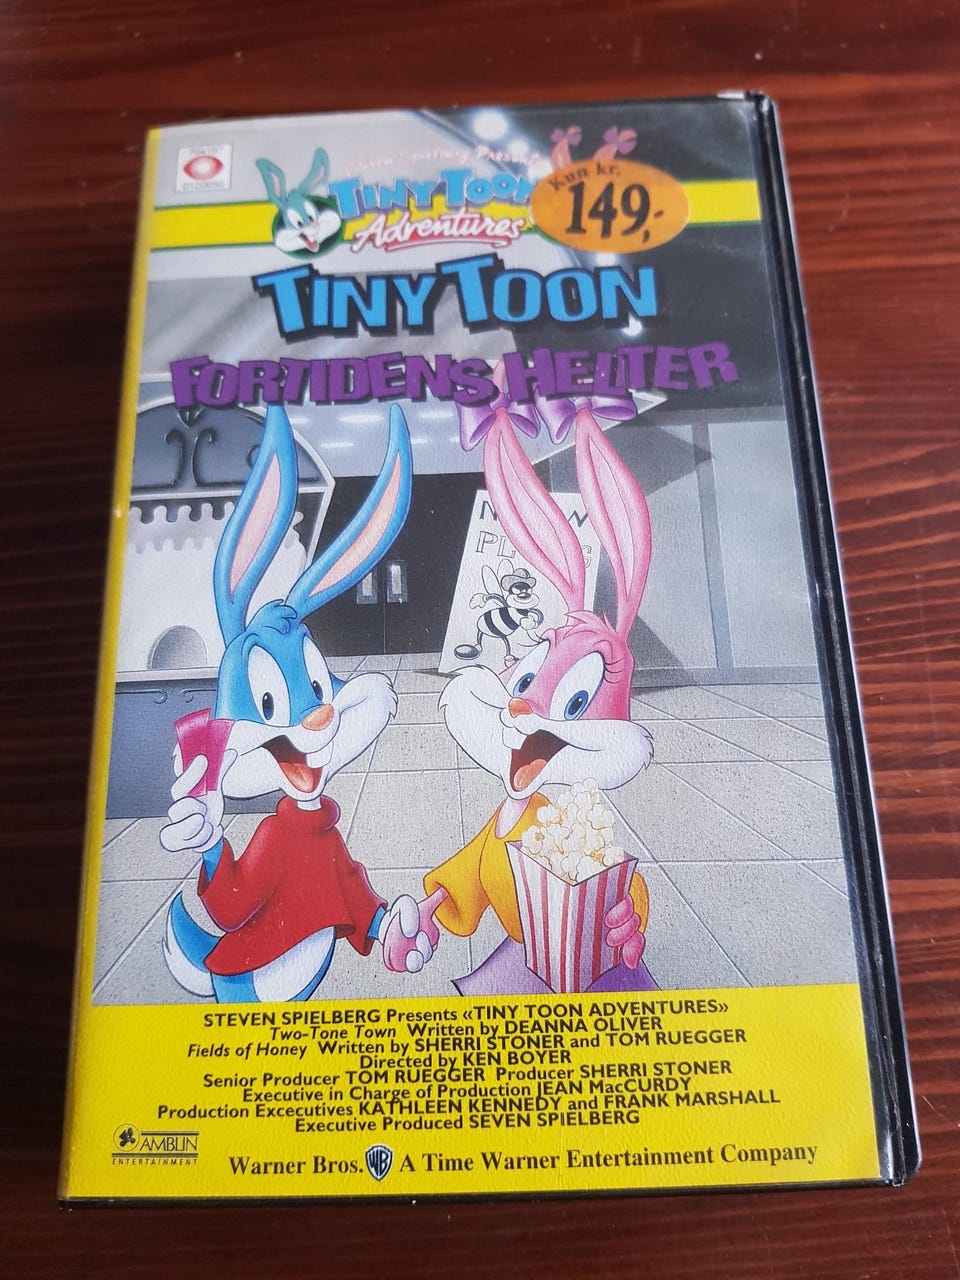 Steven Spielberg Presents
TINY TOON
Adventures
Kun kr.
149,-
TINY TOON
FORTIDENS HELTER
STEVEN SPIELBERG Presents «TINY TOON ADVENTURES»
Two-Tone Town Written by DEANNA OLIVER
Fields of Honey Written by SHERRI STONER and TOM RUEGGER
Directed by KEN BOYER
Senior Producer TOM RUEGGER Producer SHERRI STONER
Executive in Charge of Production JEAN MacCURDY
Production Excecutives KATHLEEN KENNEDY and FRANK MARSHALL
Executive Produced SEVEN SPIELBERG
AMBLIN
ENTERTAINMENT
Warner Bros. WB A Time Warner Entertainment Company